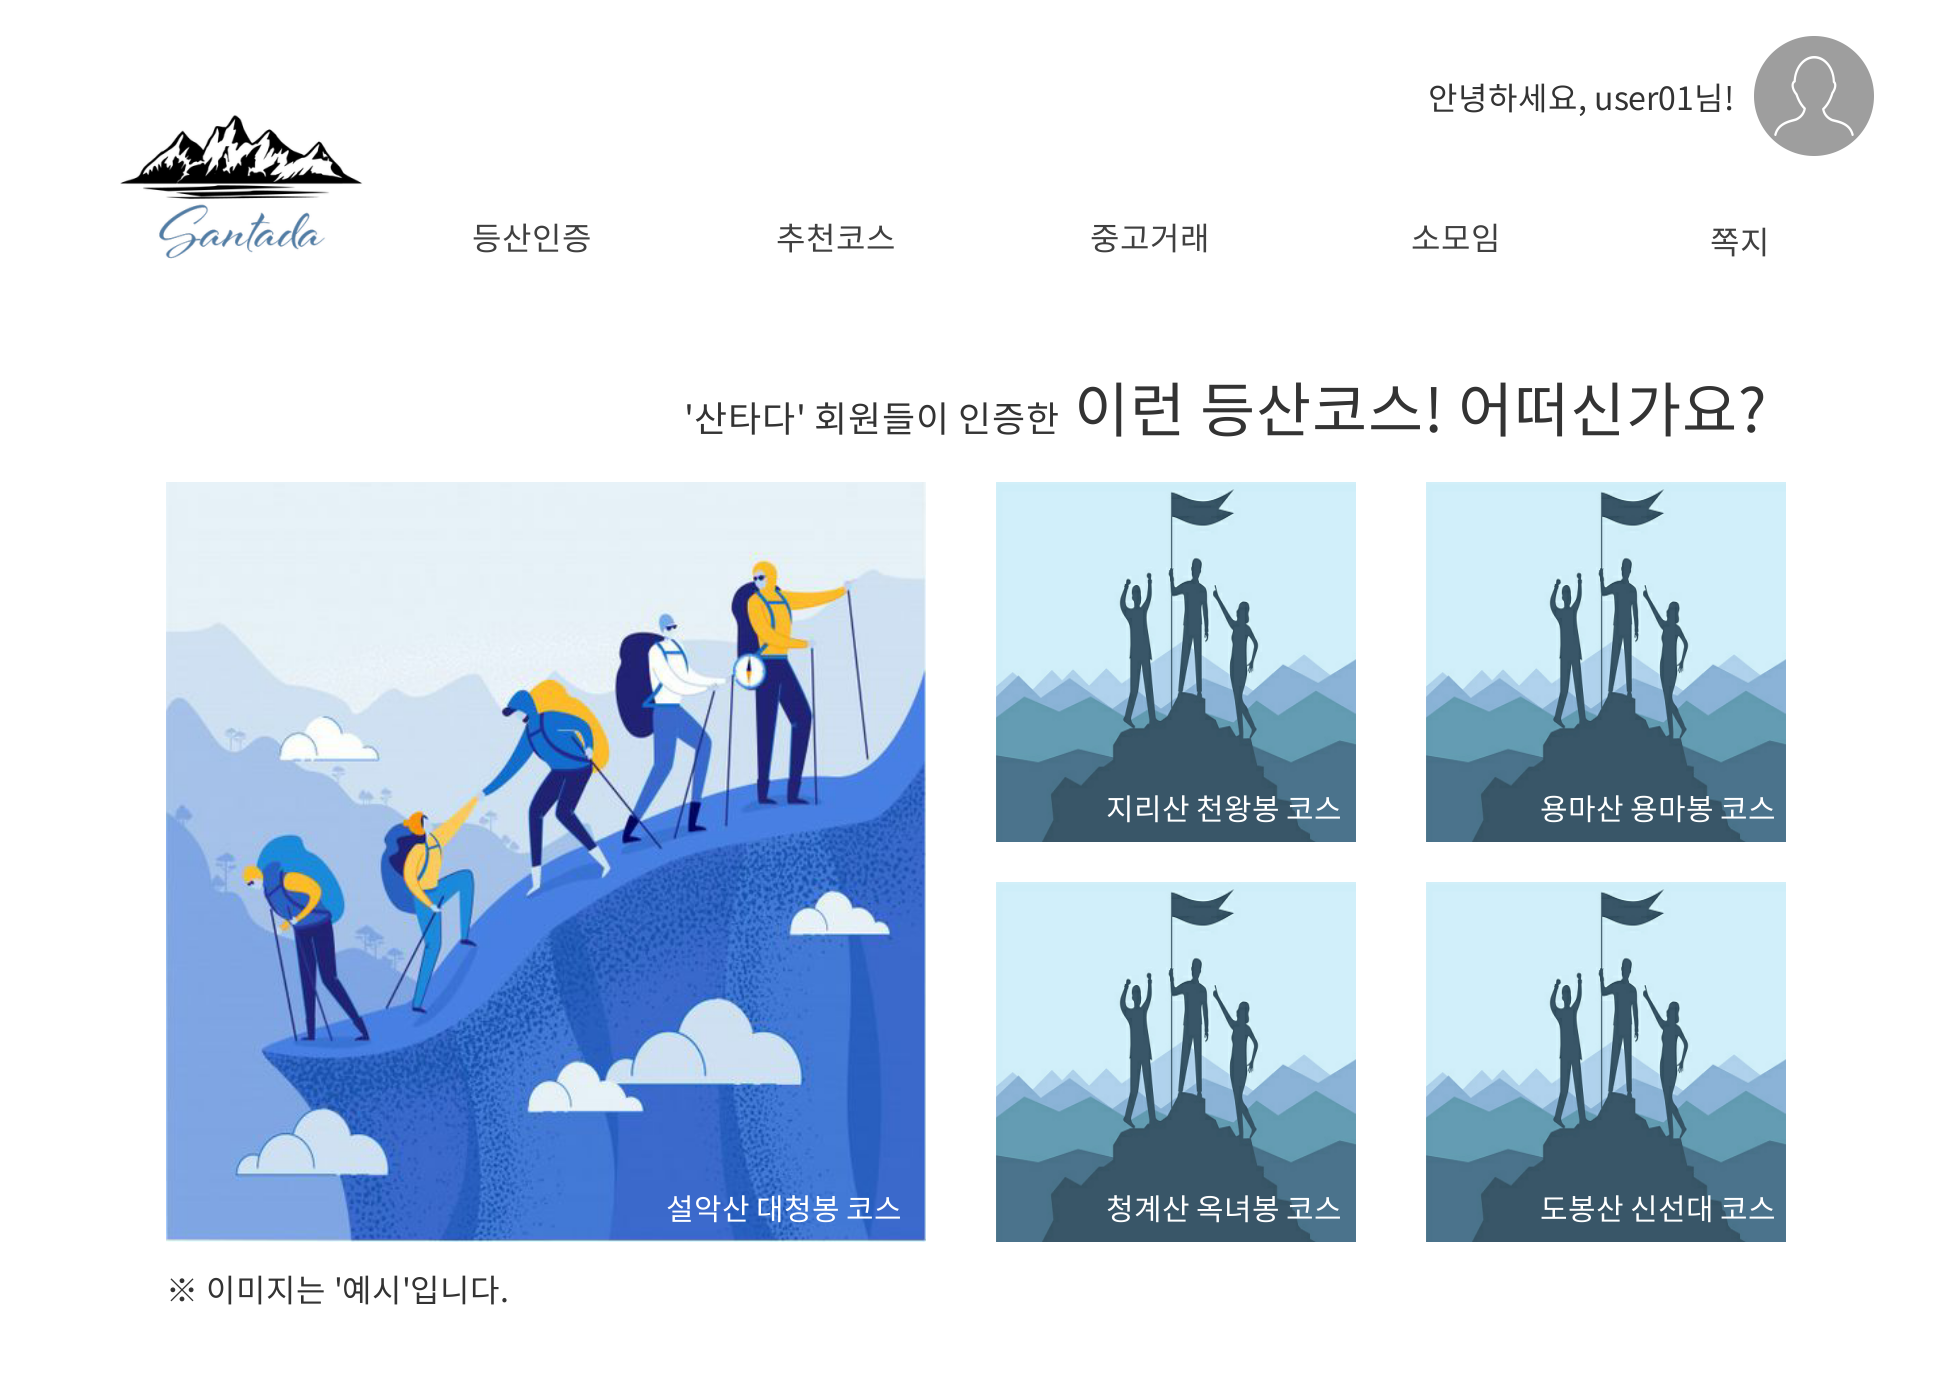 안녕하세요, user01님!
Santada
등산인증 추천코스 중고거래 소모임 쪽지
'산타다' 회원들이 인증한 이런 등산코스! 어떠신가요?
지리산 천왕봉 코스
용마산 용마봉 코스
설악산 대청봉 코스
청계산 옥녀봉 코스
도봉산 신선대 코스
※ 이미지는 '예시'입니다.